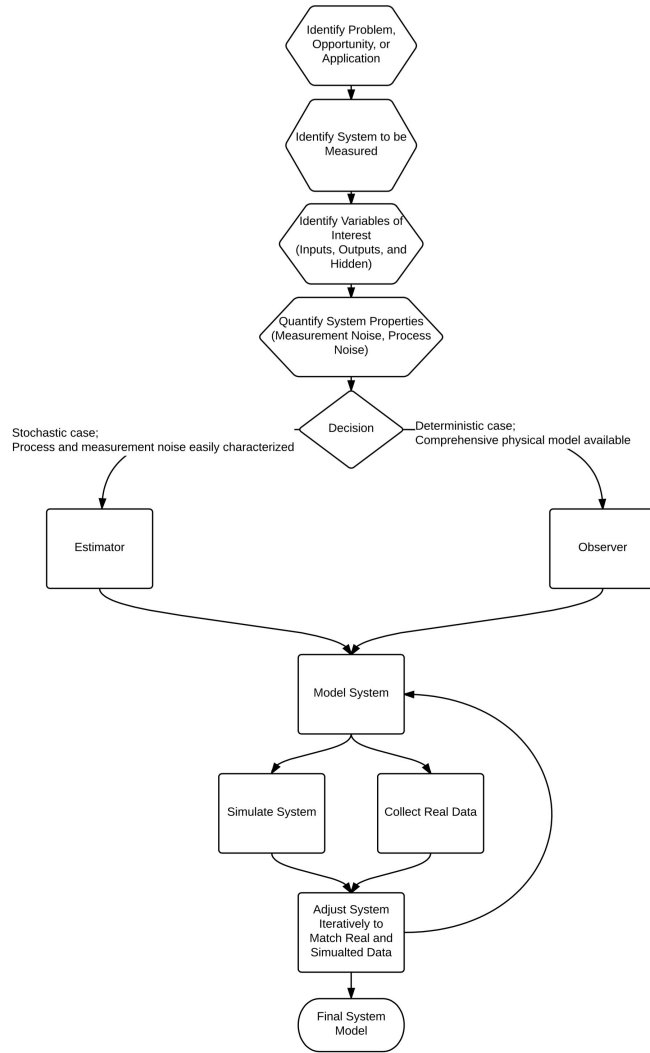 Identify Problem,
Opportunity, or
Application
Identify System to be
Measured
Identify Variables of
Interest
(Inputs, Outputs, and
Hidden)
Quantify System Properties
(Measurement Noise, Process
Noise)
Decision
Stochastic case;
Process and measurement noise easily characterized
Deterministic case;
Comprehensive physical model available
Estimator
Observer
Model System
Simulate System
Collect Real Data
Adjust System
Iteratively to
Match Real and
Simualted Data
Final System
Model